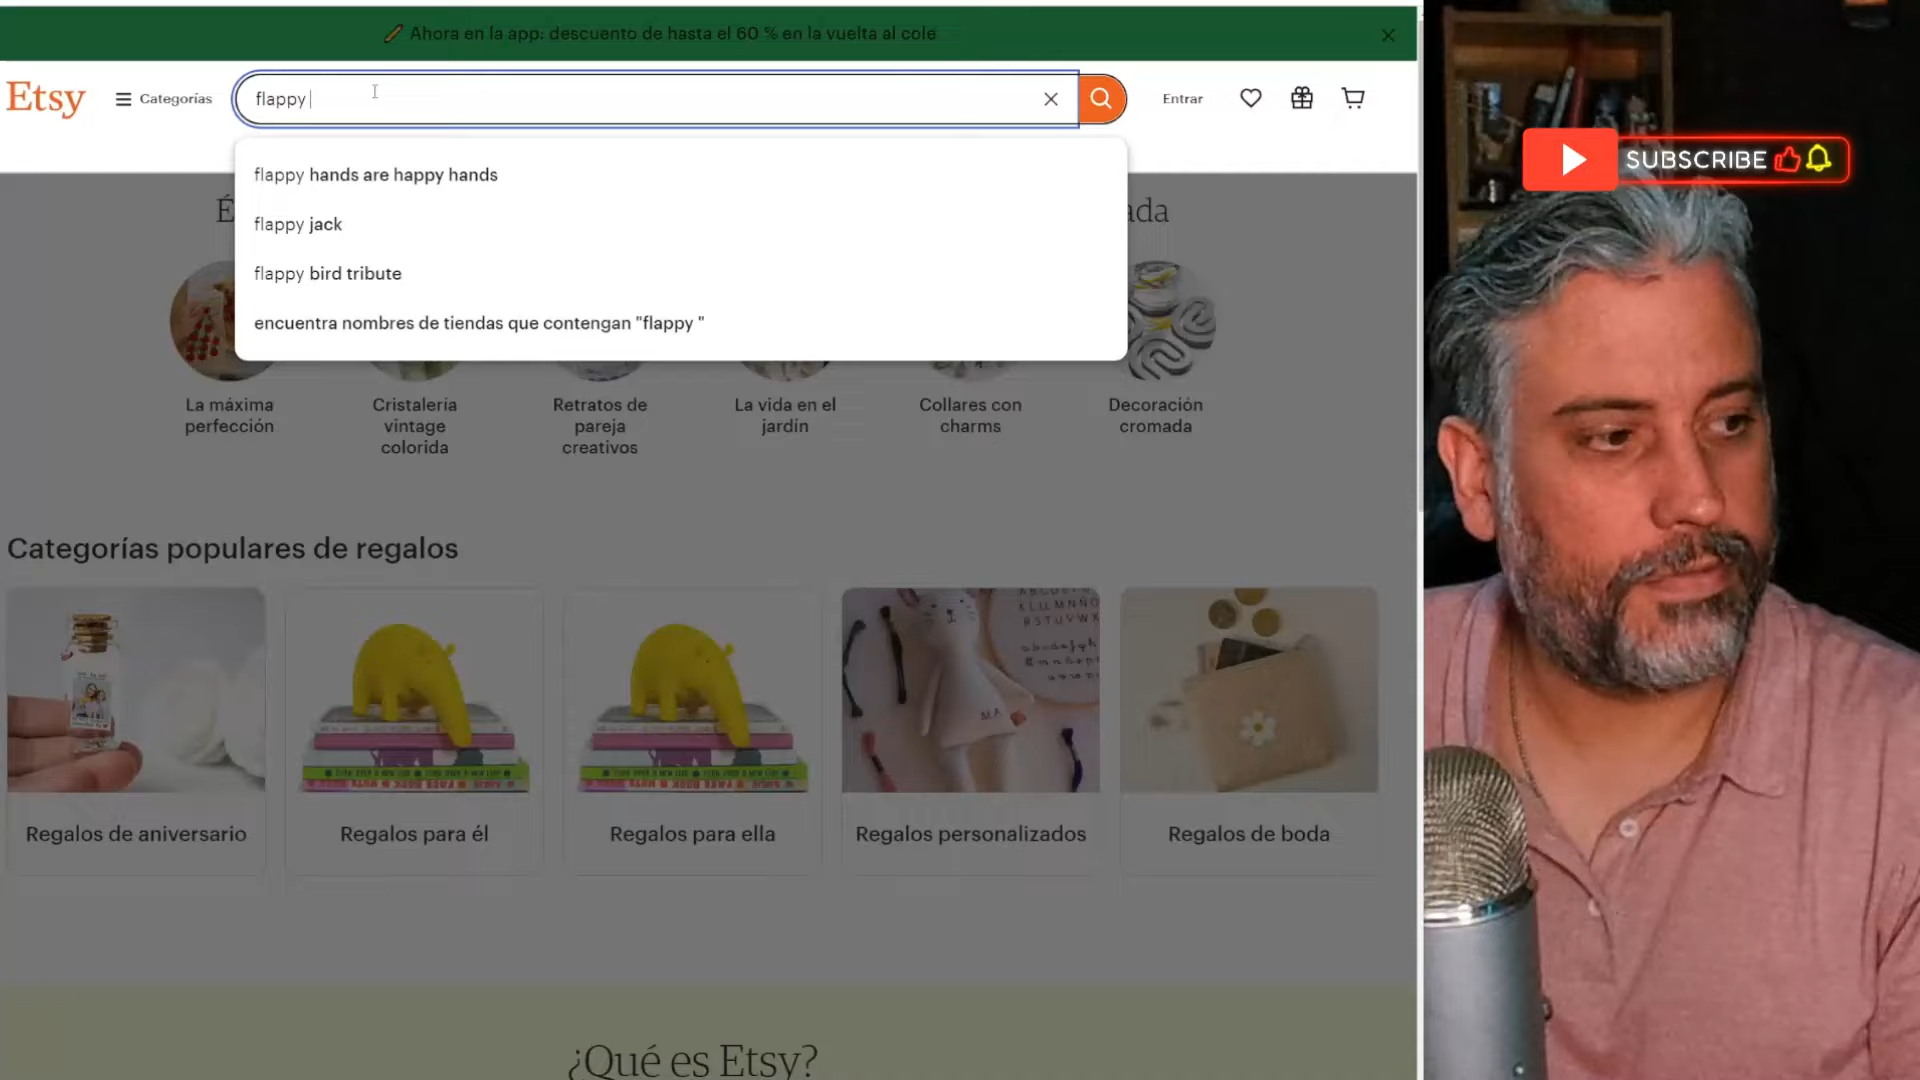 Ahora en la app: descuento de hasta el 60 % en la vuelta al cole
Etsy
Categorías
flappy
Entrar
flappy hands are happy hands
flappy jack
flappy bird tribute
encuentra nombres de tiendas que contengan "flappy "
La máxima
perfección
Cristalería
vintage
colorida
Retratos de
pareja
creativos
La vida en el
jardín
Collares con
charms
Decoración
cromada
Categorías populares de regalos
MA
Regalos de aniversario
Regalos para él
Regalos para ella
Regalos personalizados
Regalos de boda
¿Qué es Etsy?
SUBSCRIBE